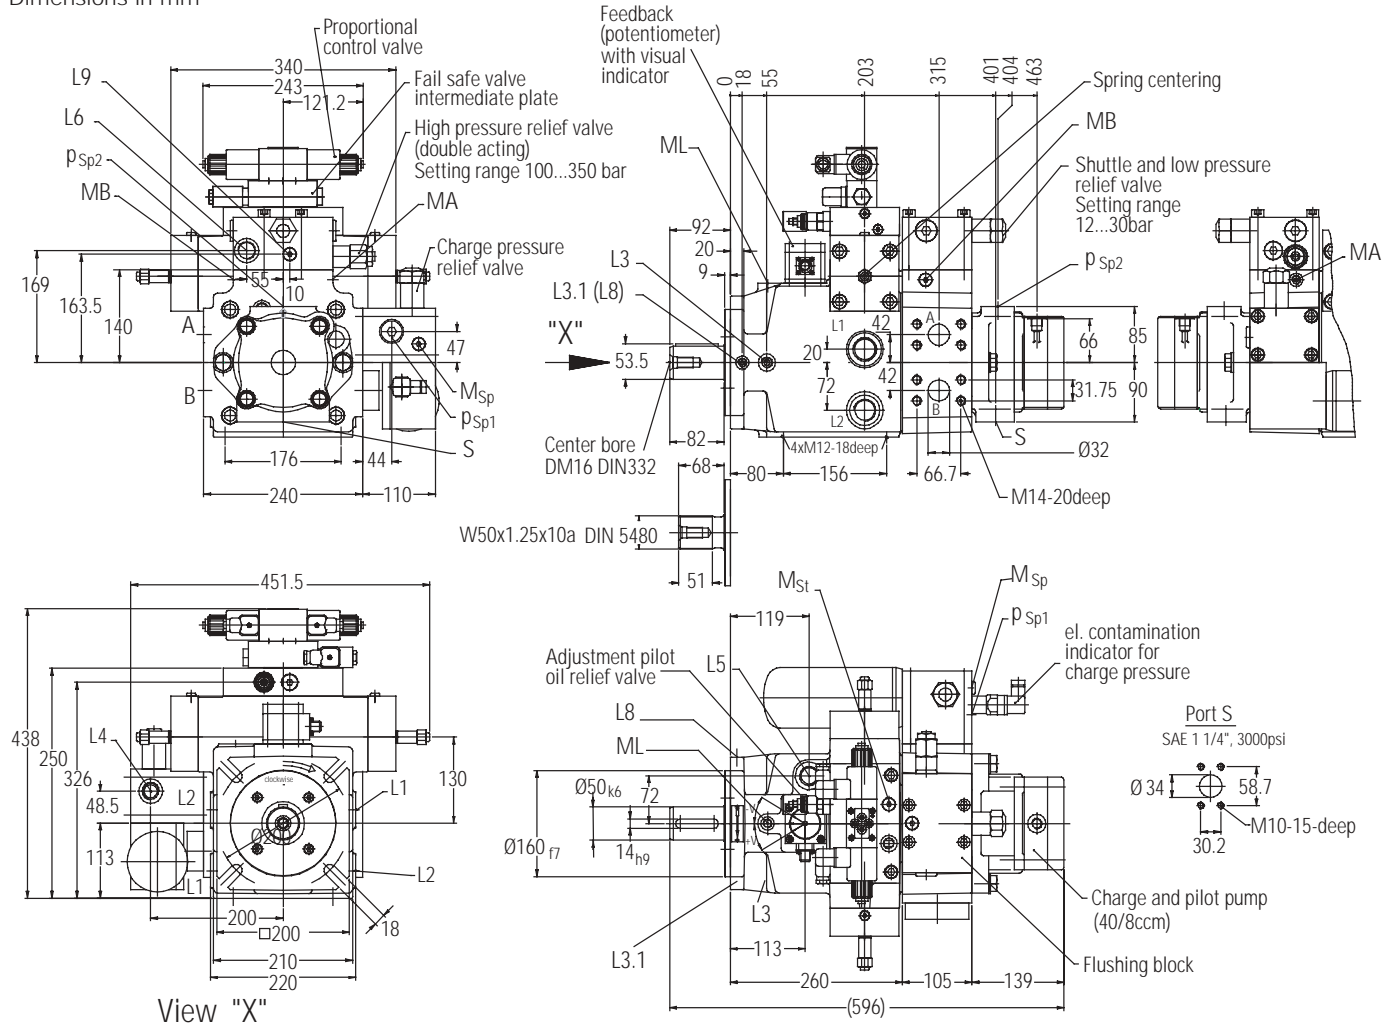 Dimensions in mm
Proportional
control valve
340
243
121.2
L9
L6
pSp2
MB
Fail safe valve
intermediate plate
High pressure relief valve
(double acting)
Setting range 100...350 bar
MA
Charge pressure
relief valve
169
163.5
140
55
10
A
B
47
MSp
pSp1
S
176
44
240
110
Feedback
(potentiometer)
with visual
indicator
0
18
55
203
315
401
404
463
Spring centering
MB
ML
Shuttle and low pressure
relief valve
Setting range
12...30bar
MA
92
20
9
L3
L3.1 (L8)
"X"
53.5
pSp2
L1
42
A
20
72
42
B
L2
66
85
31.75
90
S
82
Center bore
DM16 DIN332
68
80
4xM12-18deep
156
66.7
Ø32
M14-20deep
W50x1.25x10a DIN 5480
51
451.5
438
250
326
L4
48.5
113
L2
L1
clockwise
130
L1
L2
200
□200
18
210
220
View "X"
MSt
MSp
pSp1
el. contamination
indicator for
charge pressure
119
Adjustment pilot
oil relief valve
L5
L8
ML
Ø50k6
72
Ø160f7
14h9
+V
+V
L3
L3.1
113
260
105
139
(596)
Port S
SAE 1 1/4", 3000psi
Ø 34
58.7
M10-15-deep
30.2
Charge and pilot pump
(40/8ccm)
Flushing block